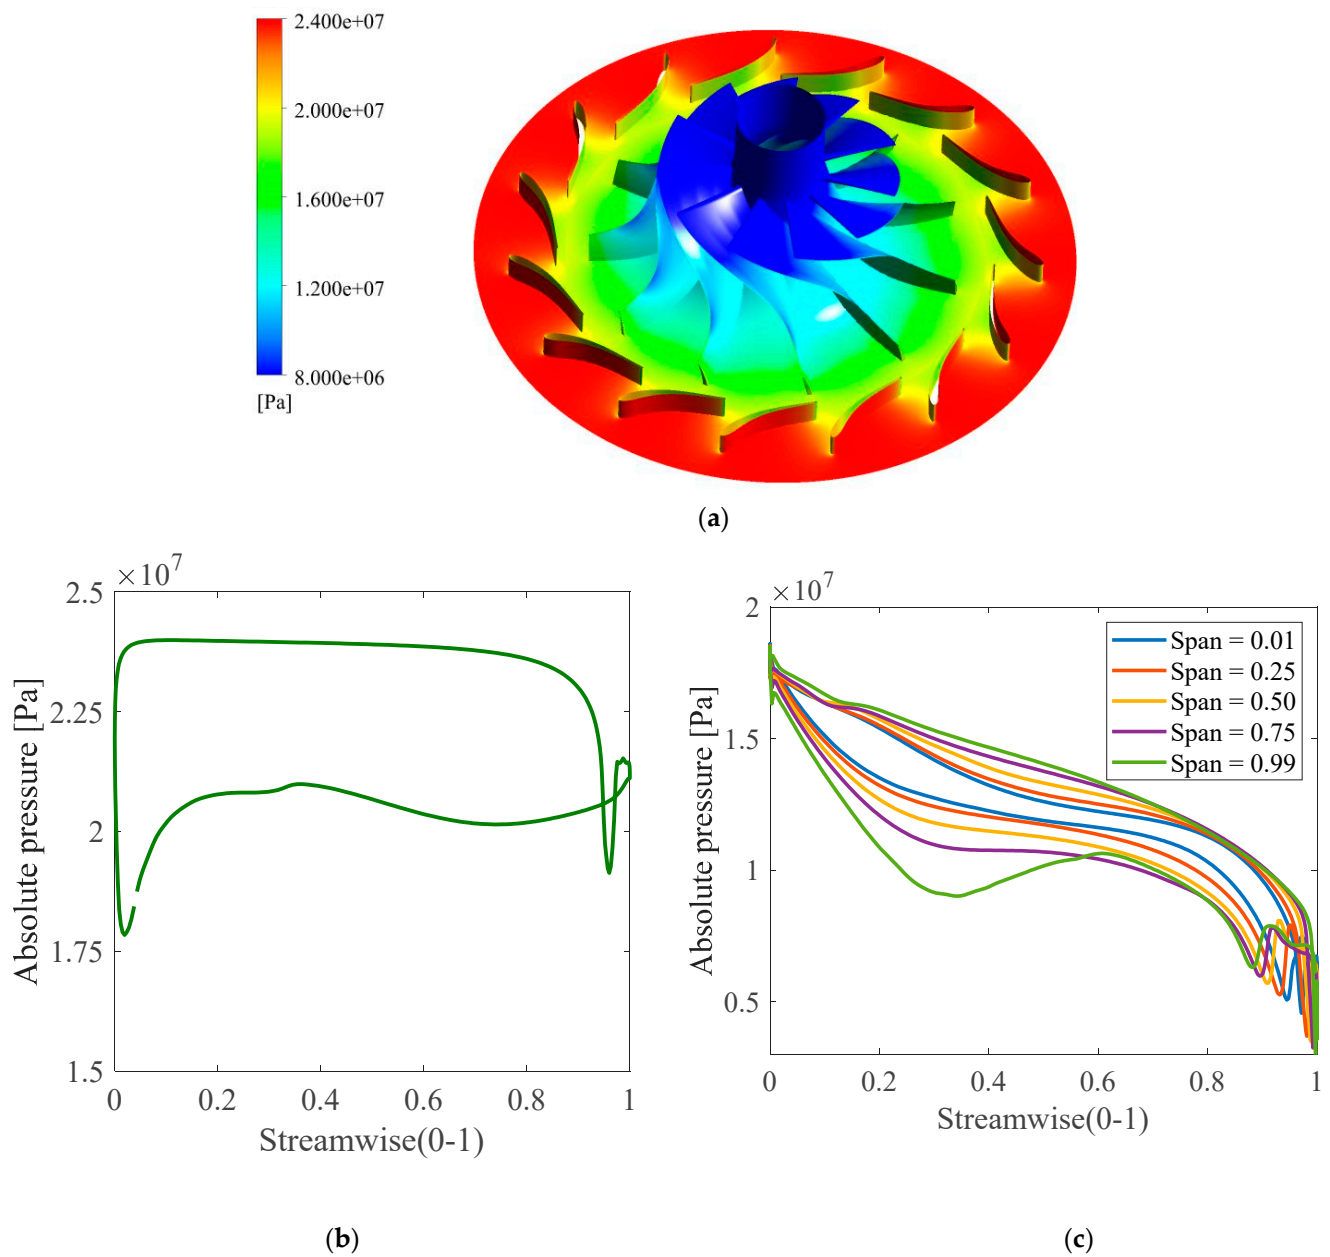 2.400e+07
2.000e+07
1.600e+07
1.200e+07
8.000e+06
[Pa]
(a)
×10⁷
2.5
2.25
2
1.75
1.5
Absolute pressure [Pa]
0 0.2 0.4 0.6 0.8 1
Streamwise(0-1)
(b)
×10⁷
2
1.5
1
0.5
Absolute pressure [Pa]
Span = 0.01
Span = 0.25
Span = 0.50
Span = 0.75
Span = 0.99
0 0.2 0.4 0.6 0.8 1
Streamwise(0-1)
(c)